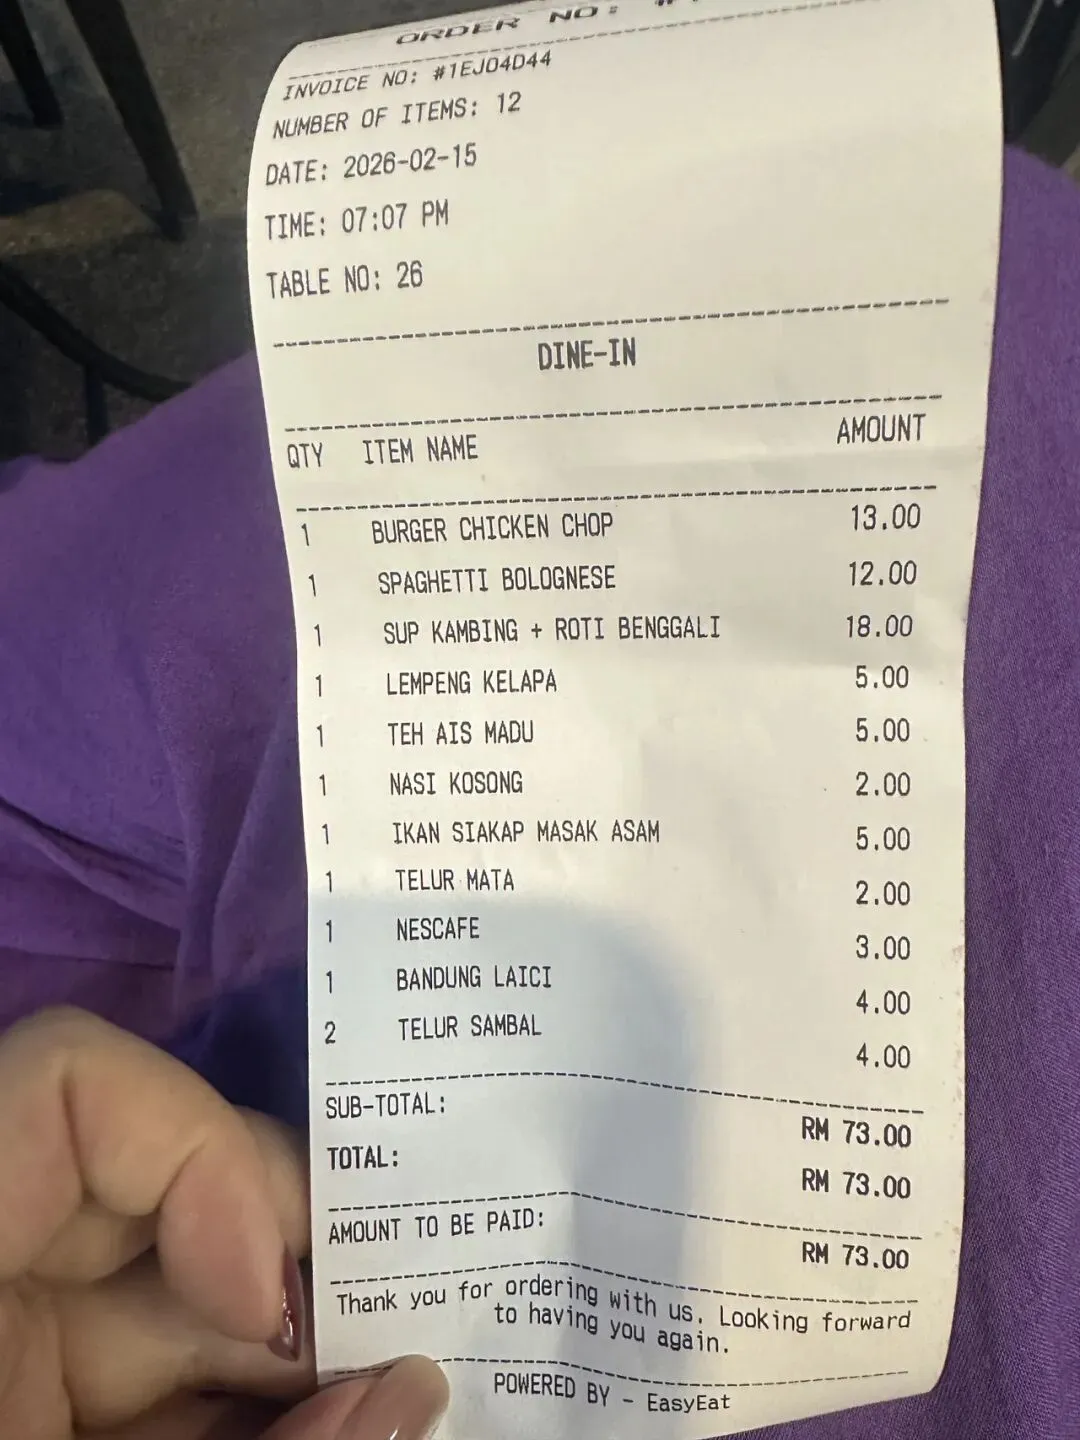 ORDER NO: #
INVOICE NO: #1EJ04D44
NUMBER OF ITEMS: 12
DATE: 2026-02-15
TIME: 07:07 PM
TABLE NO: 26
DINE-IN
QTY ITEM NAME AMOUNT
1 BURGER CHICKEN CHOP 13.00
1 SPAGHETTI BOLOGNESE 12.00
1 SUP KAMBING + ROTI BENGGALI 18.00
1 LEMPENG KELAPA 5.00
1 TEH AIS MADU 5.00
1 NASI KOSONG 2.00
1 IKAN SIAKAP MASAK ASAM 5.00
1 TELUR MATA 2.00
1 NESCAFE 3.00
1 BANDUNG LAICI 4.00
2 TELUR SAMBAL 4.00
SUB-TOTAL: RM 73.00
TOTAL: RM 73.00
AMOUNT TO BE PAID: RM 73.00
Thank you for ordering with us. Looking forward
to having you again.
POWERED BY - EasyEat